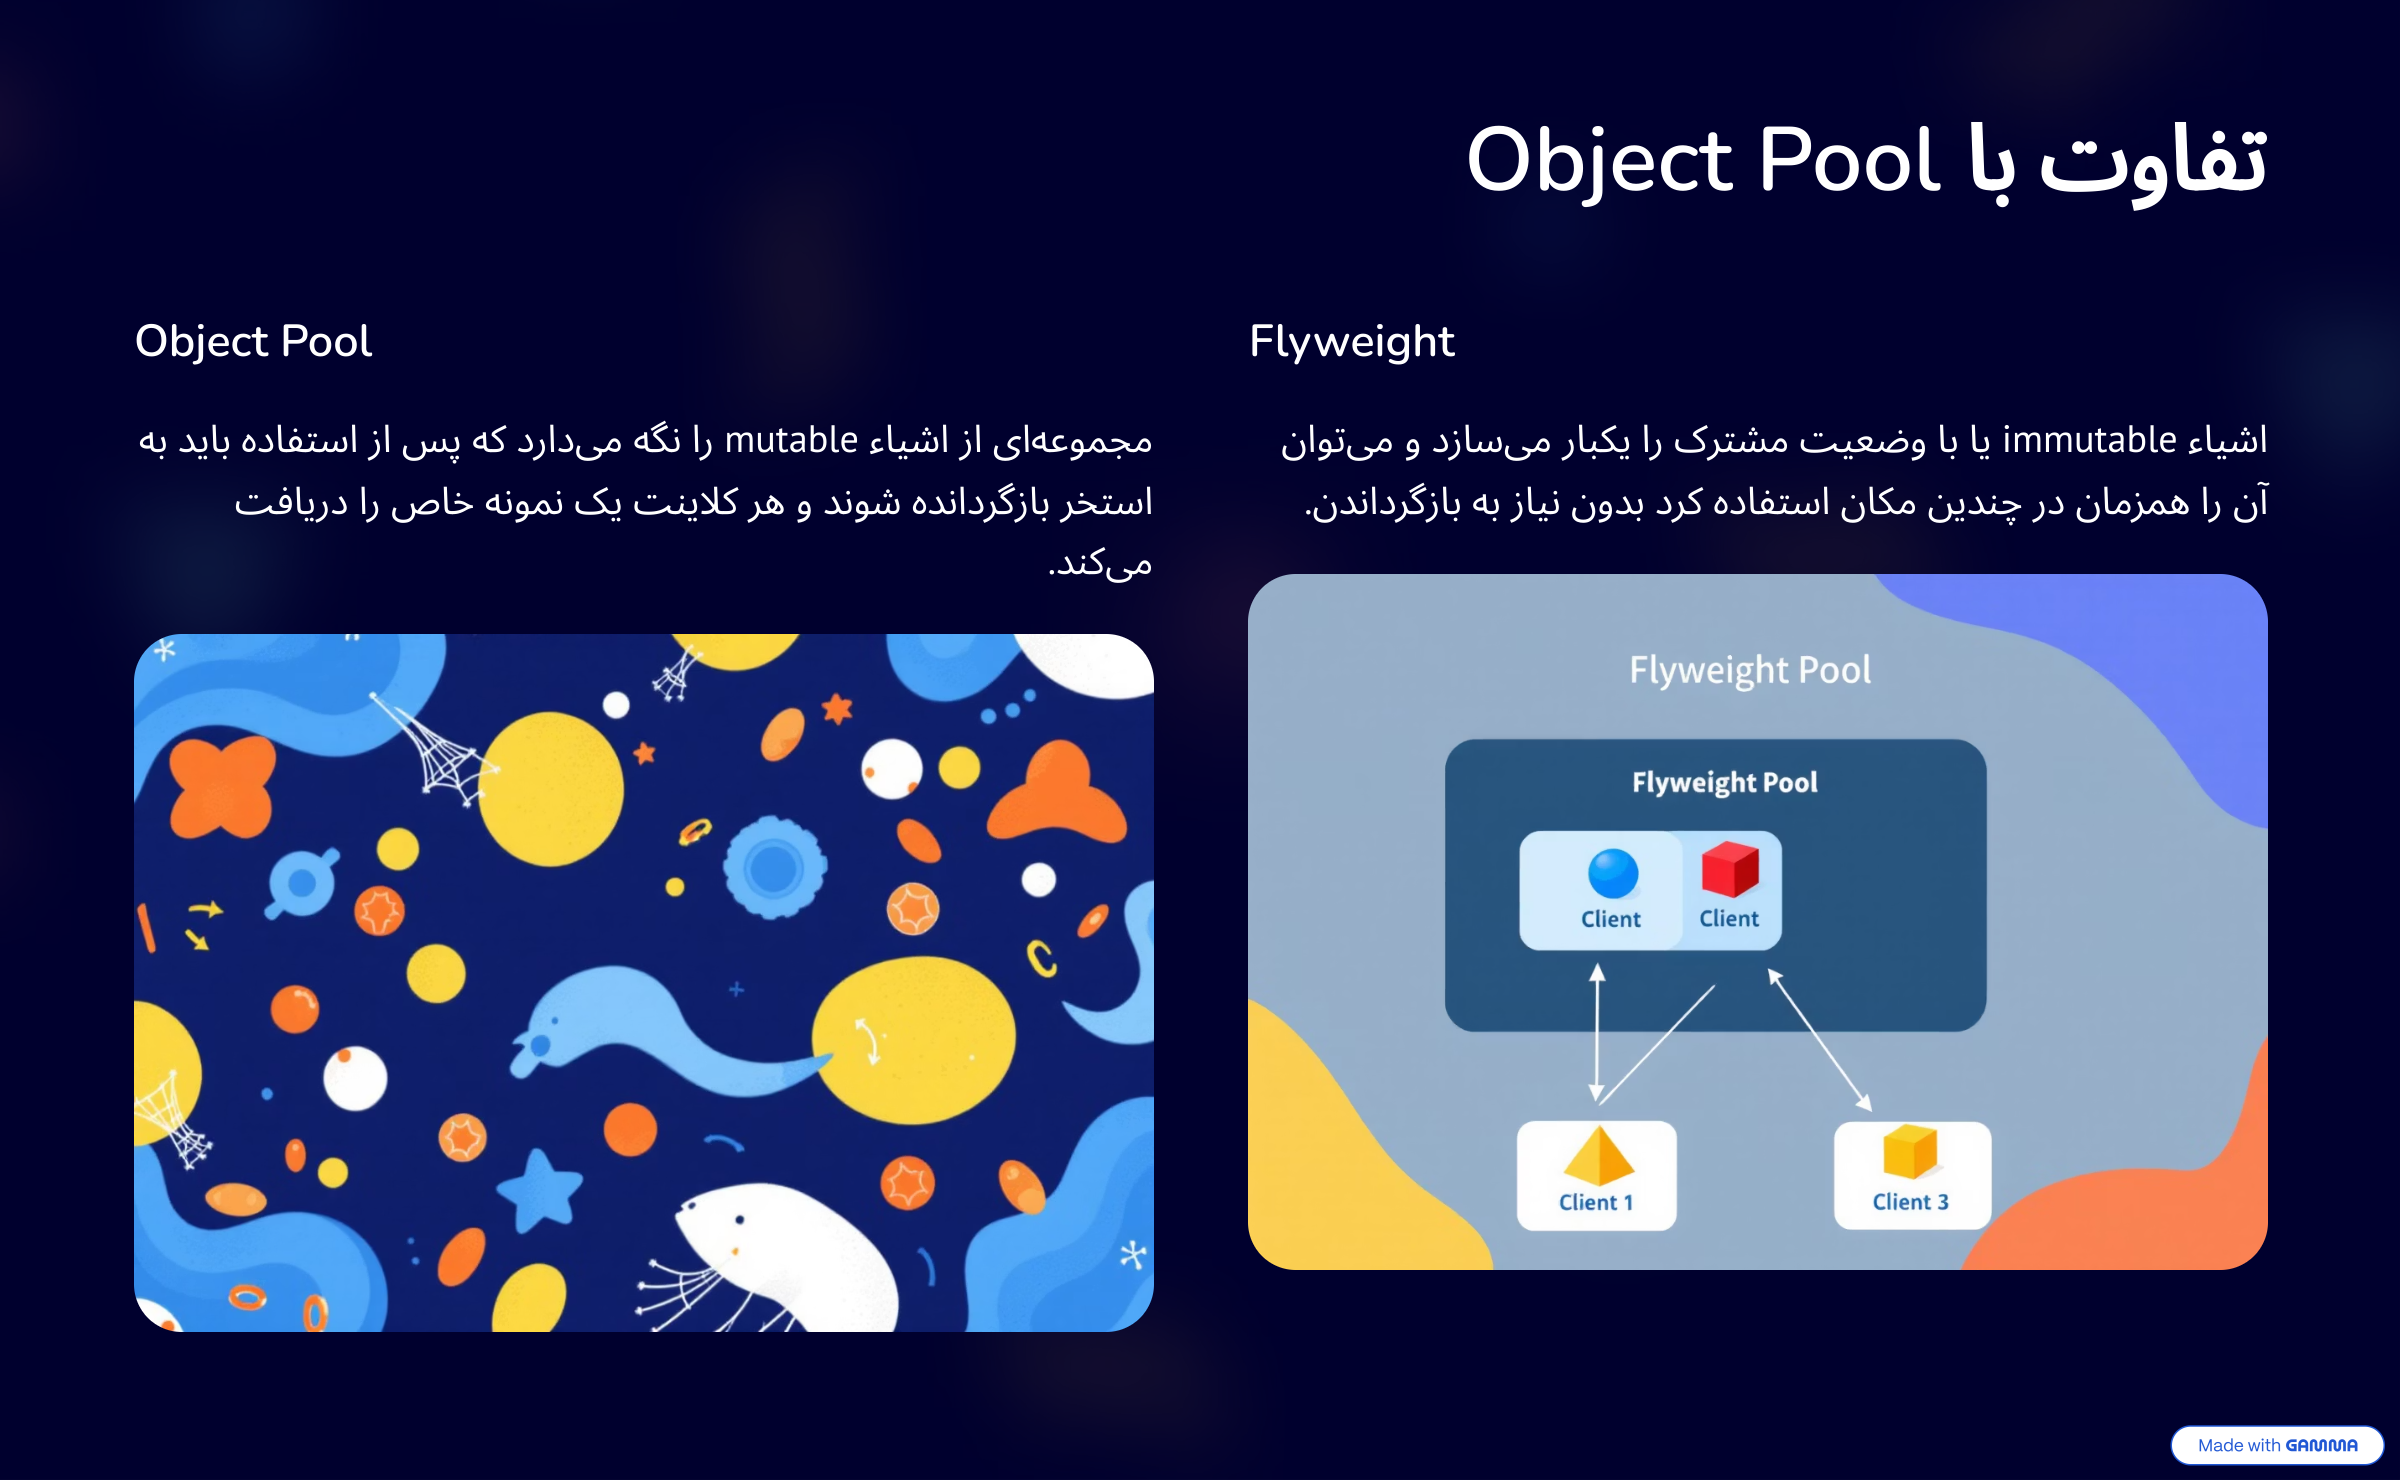 تفاوت با Object Pool
Flyweight
اشیاء immutable یا با وضعیت مشترک را یکبار می‌سازد و می‌توان
آن را همزمان در چندین مکان استفاده کرد بدون نیاز به بازگرداندن.
Flyweight Pool
Flyweight Pool
Client
Client
Client 1
Client 3
Object Pool
مجموعه‌ای از اشیاء mutable را نگه می‌دارد که پس از استفاده باید به
استخر بازگردانده شوند و هر کلاینت یک نمونه خاص را دریافت
می‌کند.
Made with GAMMA